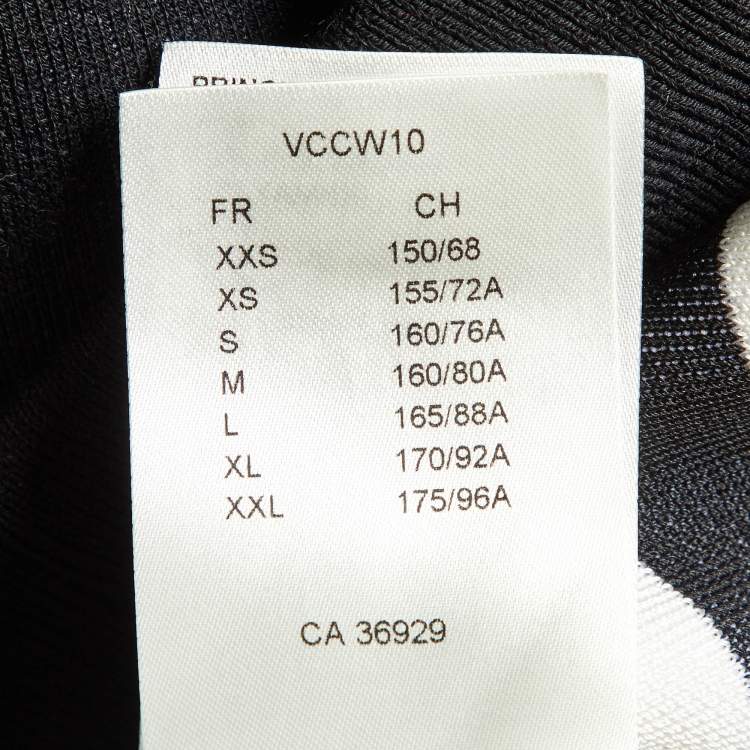 VCCW10
FR CH
XXS 150/68
XS 155/72A
S 160/76A
M 160/80A
L 165/88A
XL 170/92A
XXL 175/96A
CA 36929